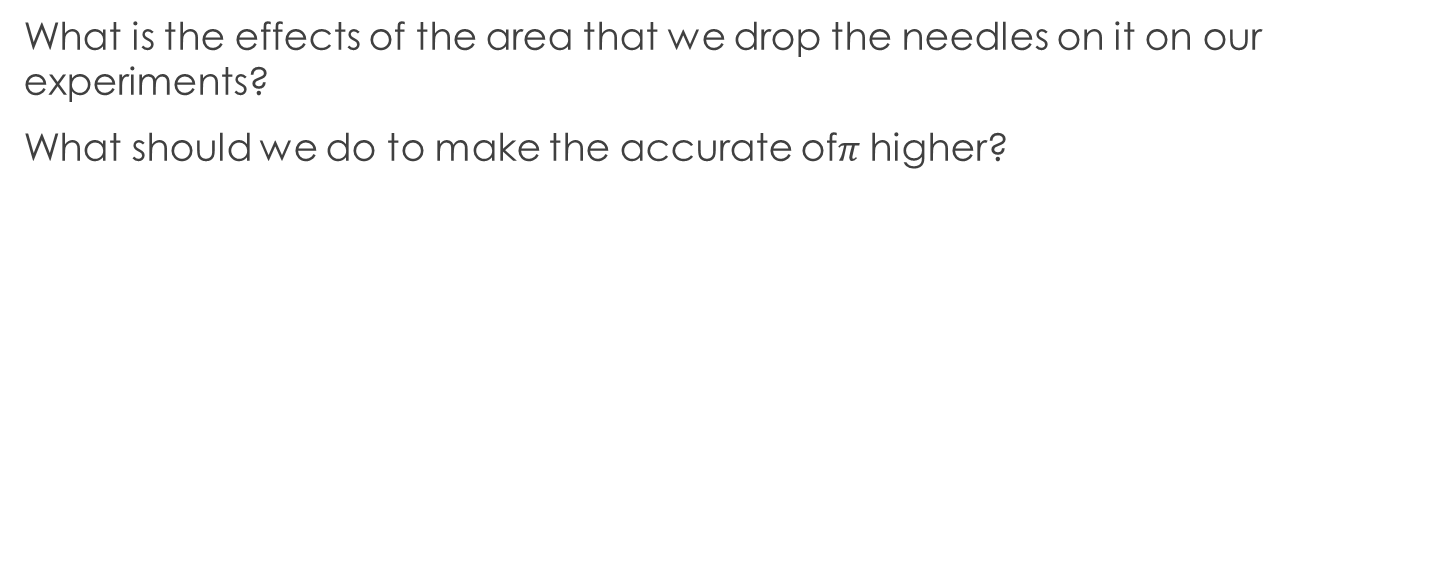 What is the effects of the area that we drop the needles on it on our
experiments?
What should we do to make the accurate ofπ higher?